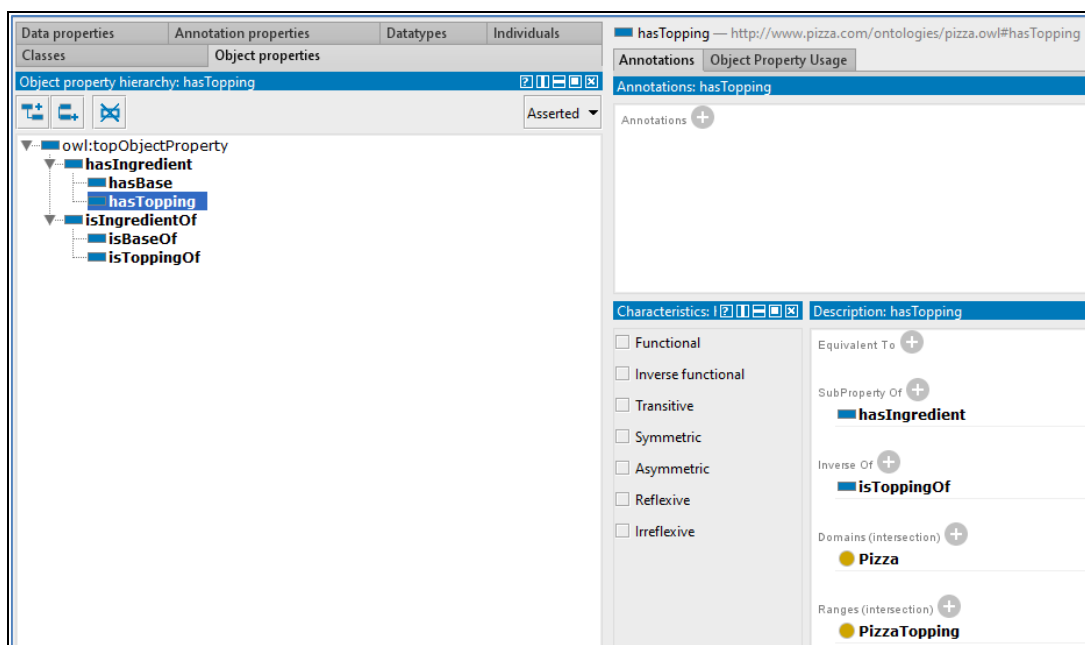 Data properties Annotation properties Datatypes Individuals
Classes Object properties
Object property hierarchy: hasTopping
Asserted
owl:topObjectProperty
hasIngredient
hasBase
hasTopping
isIngredientOf
isBaseOf
isToppingOf
hasTopping — http://www.pizza.com/ontologies/pizza.owl#hasTopping
Annotations Object Property Usage
Annotations: hasTopping
Annotations
Characteristics:
Functional
Inverse functional
Transitive
Symmetric
Asymmetric
Reflexive
Irreflexive
Description: hasTopping
Equivalent To
SubProperty Of
hasIngredient
Inverse Of
isToppingOf
Domains (intersection)
Pizza
Ranges (intersection)
PizzaTopping